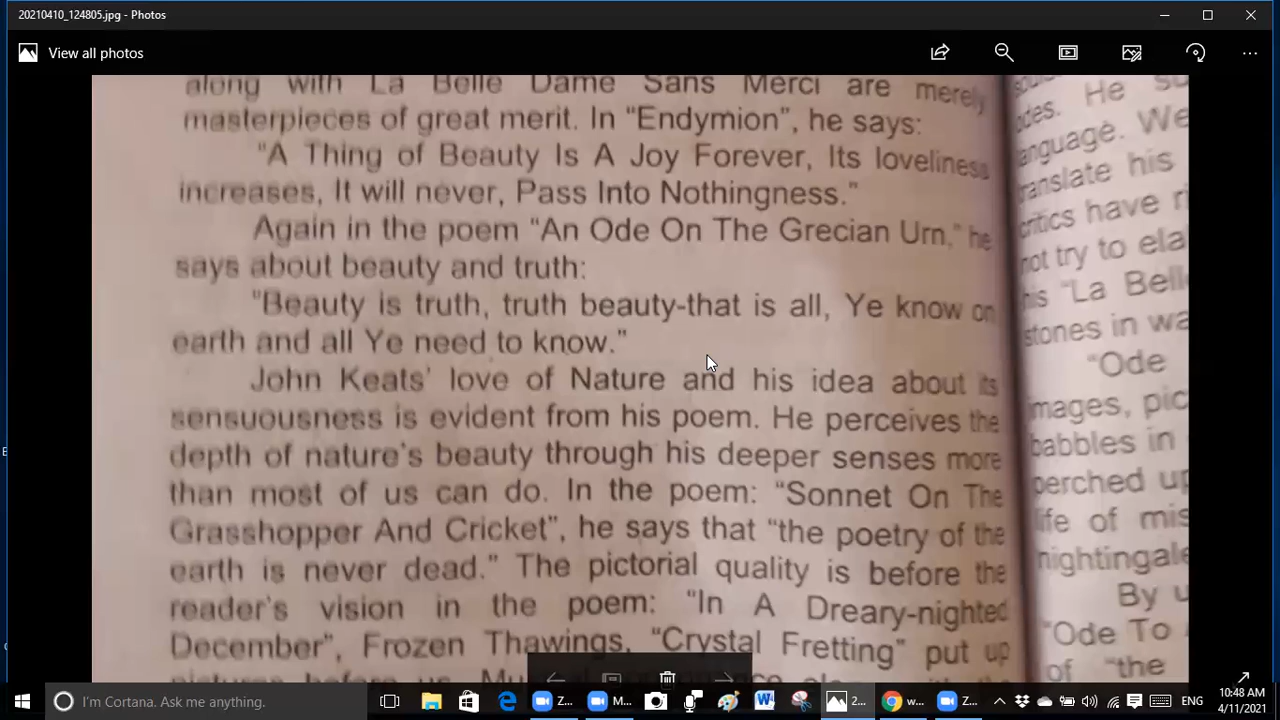 20210410_124805.jpg - Photos
View all photos
along with La Belle Dame Sans Merci are merely
masterpieces of great merit. In “Endymion”, he says:
“A Thing of Beauty Is A Joy Forever, Its loveliness
increases, It will never, Pass Into Nothingness.”
Again in the poem “An Ode On The Grecian Urn,” he
says about beauty and truth:
“Beauty is truth, truth beauty-that is all, Ye know on
earth and all Ye need to know.”
John Keats’ love of Nature and his idea about its
sensuousness is evident from his poem. He perceives the
depth of nature’s beauty through his deeper senses more
than most of us can do. In the poem: “Sonnet On The
Grasshopper And Cricket”, he says that “the poetry of the
earth is never dead.” The pictorial quality is before the
reader’s vision in the poem: “In A Dreary-nighted
December”, Frozen Thawings, “Crystal Fretting” put up
odes. He
language. We
translate his
critics have
not try to
his “La
stones in
“Ode
images,
babbles in
perched
life of
nightingale
By
“Ode To
of “the
I'm Cortana. Ask me anything.
Z...
M...
2...
w...
Z...
ENG
10:48 AM
4/11/2021